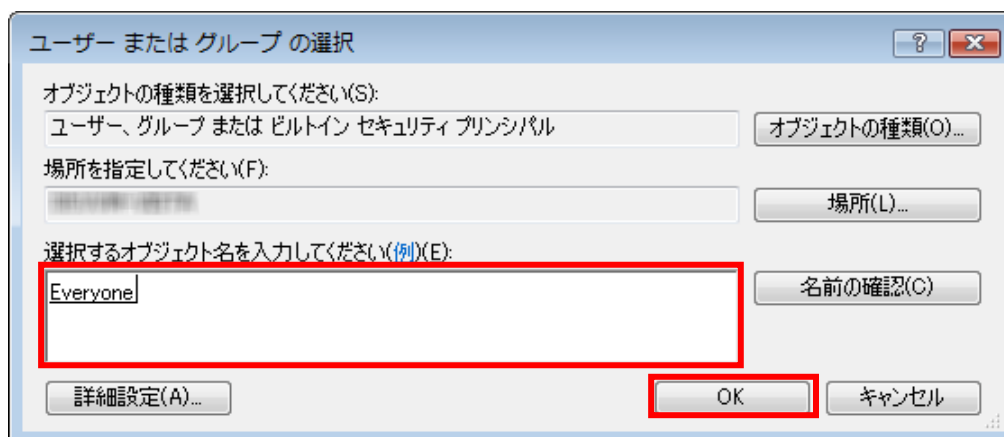 ユーザー または グループ の選択
オブジェクトの種類を選択してください(S):
ユーザー、グループ または ビルトイン セキュリティ プリンシパル
オブジェクトの種類(O)...
場所を指定してください(F):
場所(L)...
選択するオブジェクト名を入力してください(例)(E):
Everyone
名前の確認(C)
詳細設定(A)...
OK
キャンセル